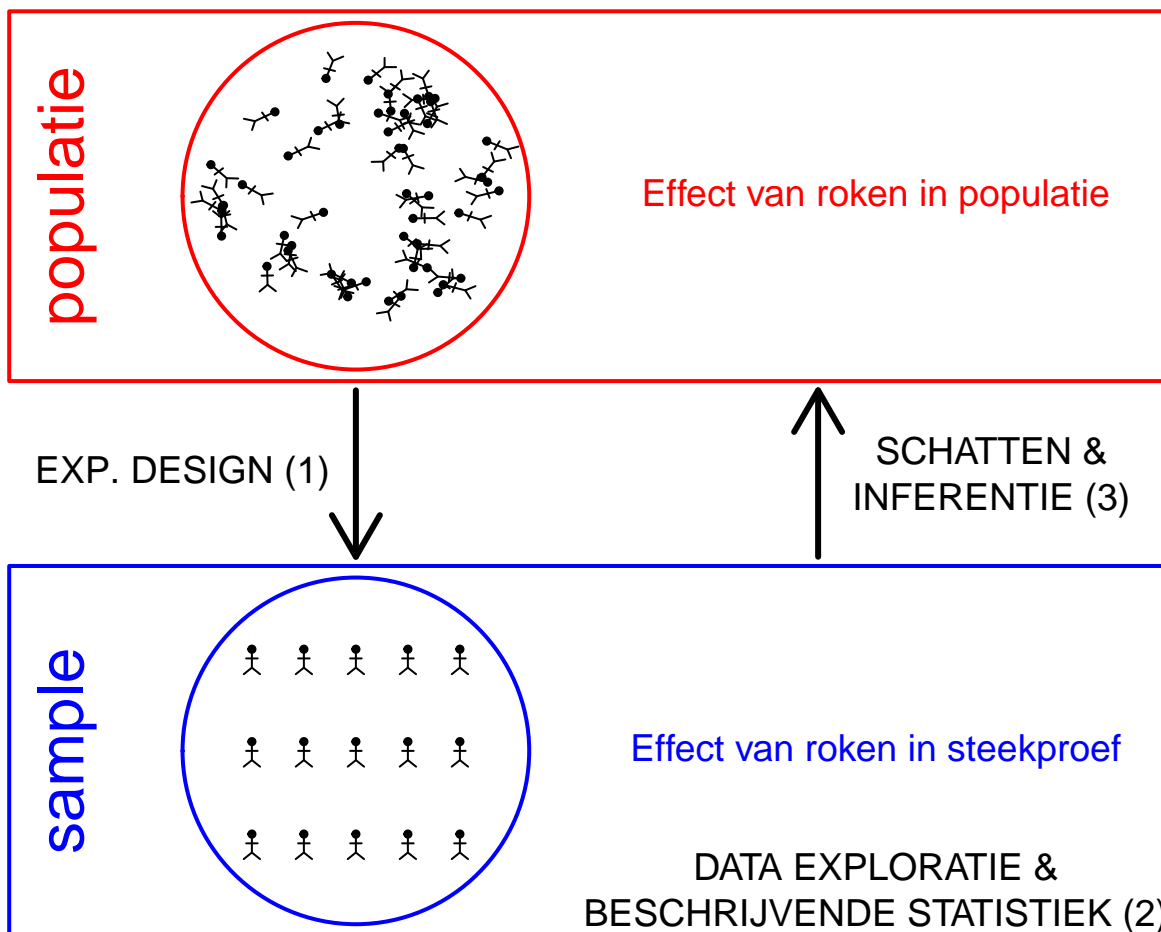 populatie
Effect van roken in populatie
EXP. DESIGN (1)
SCHATTEN &
INFERENTIE (3)
sample
Effect van roken in steekproef
DATA EXPLORATIE &
BESCHRIJVENDE STATISTIEK (2)